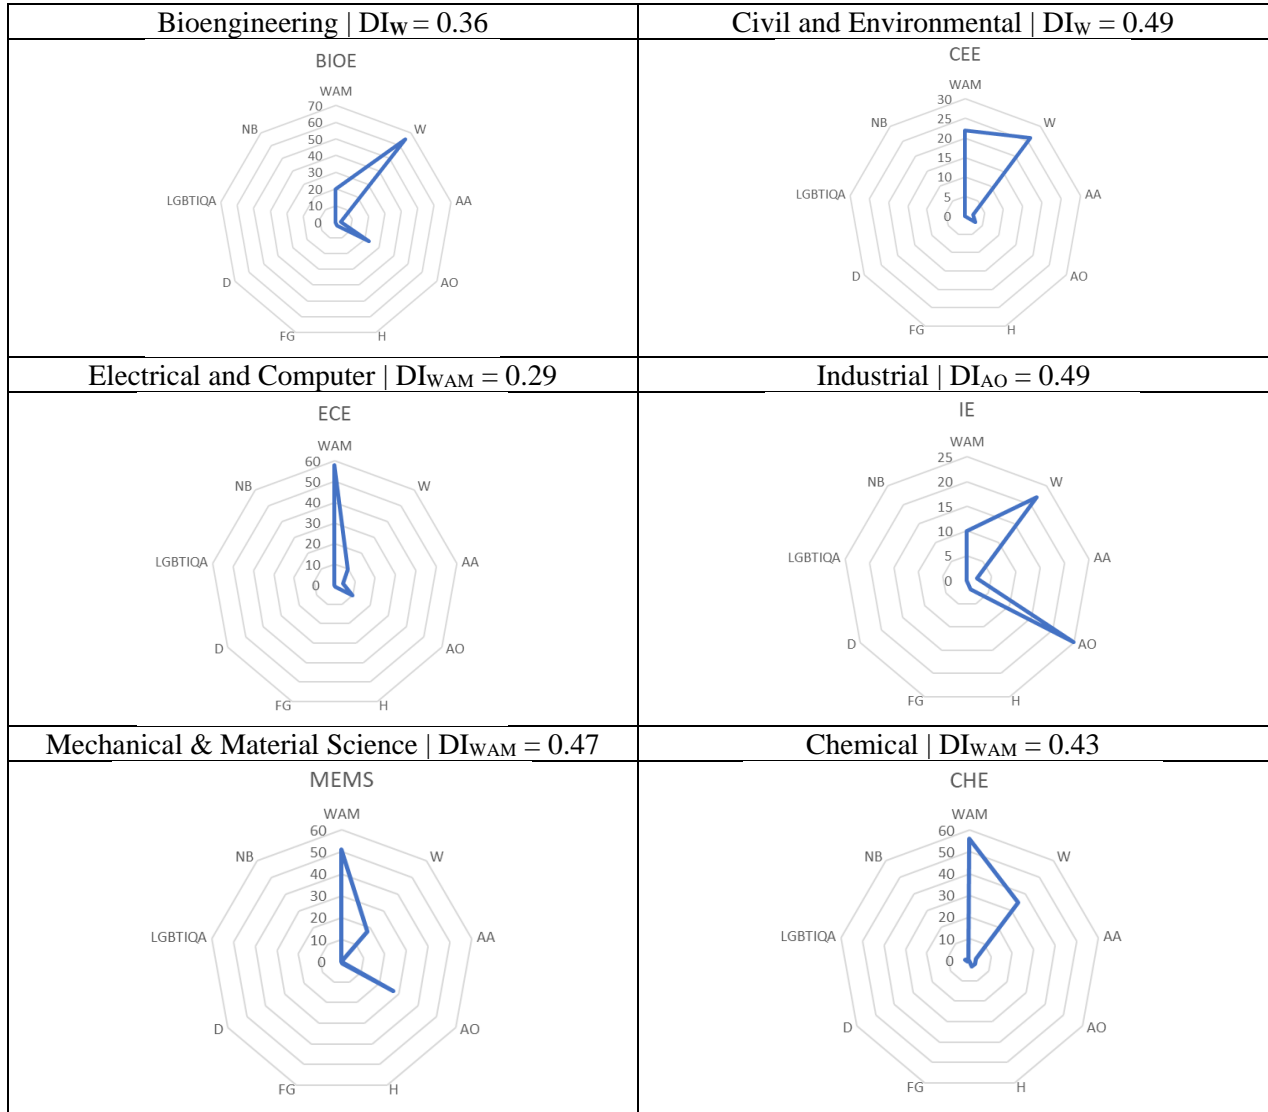 Bioengineering | DIW = 0.36
BIOE
WAM
70
60
50
40
30
20
10
0
W
AA
AO
H
FG
D
LGBTIQA
NB
Civil and Environmental | DIW = 0.49
CEE
WAM
30
25
20
15
10
5
0
W
AA
AO
H
FG
D
LGBTIQA
NB
Electrical and Computer | DIWAM = 0.29
ECE
WAM
60
50
40
30
20
10
0
W
AA
AO
H
FG
D
LGBTIQA
NB
Industrial | DIAO = 0.49
IE
WAM
25
20
15
10
5
0
W
AA
AO
H
FG
D
LGBTIQA
NB
Mechanical & Material Science | DIWAM = 0.47
MEMS
WAM
60
50
40
30
20
10
0
W
AA
AO
H
FG
D
LGBTIQA
NB
Chemical | DIWAM = 0.43
CHE
WAM
60
50
40
30
20
10
0
W
AA
AO
H
FG
D
LGBTIQA
NB